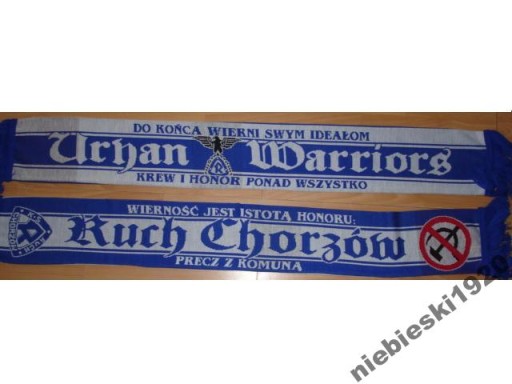 DO KOŃCA WIERNI SWYM IDEAŁOM
Urban Warriors
KREW I HONOR PONAD WSZYSTKO
WIERNOŚĆ JEST ISTOTĄ HONORU:
Ruch Chorzów
PRECZ Z KOMUNĄ
niebieski1920